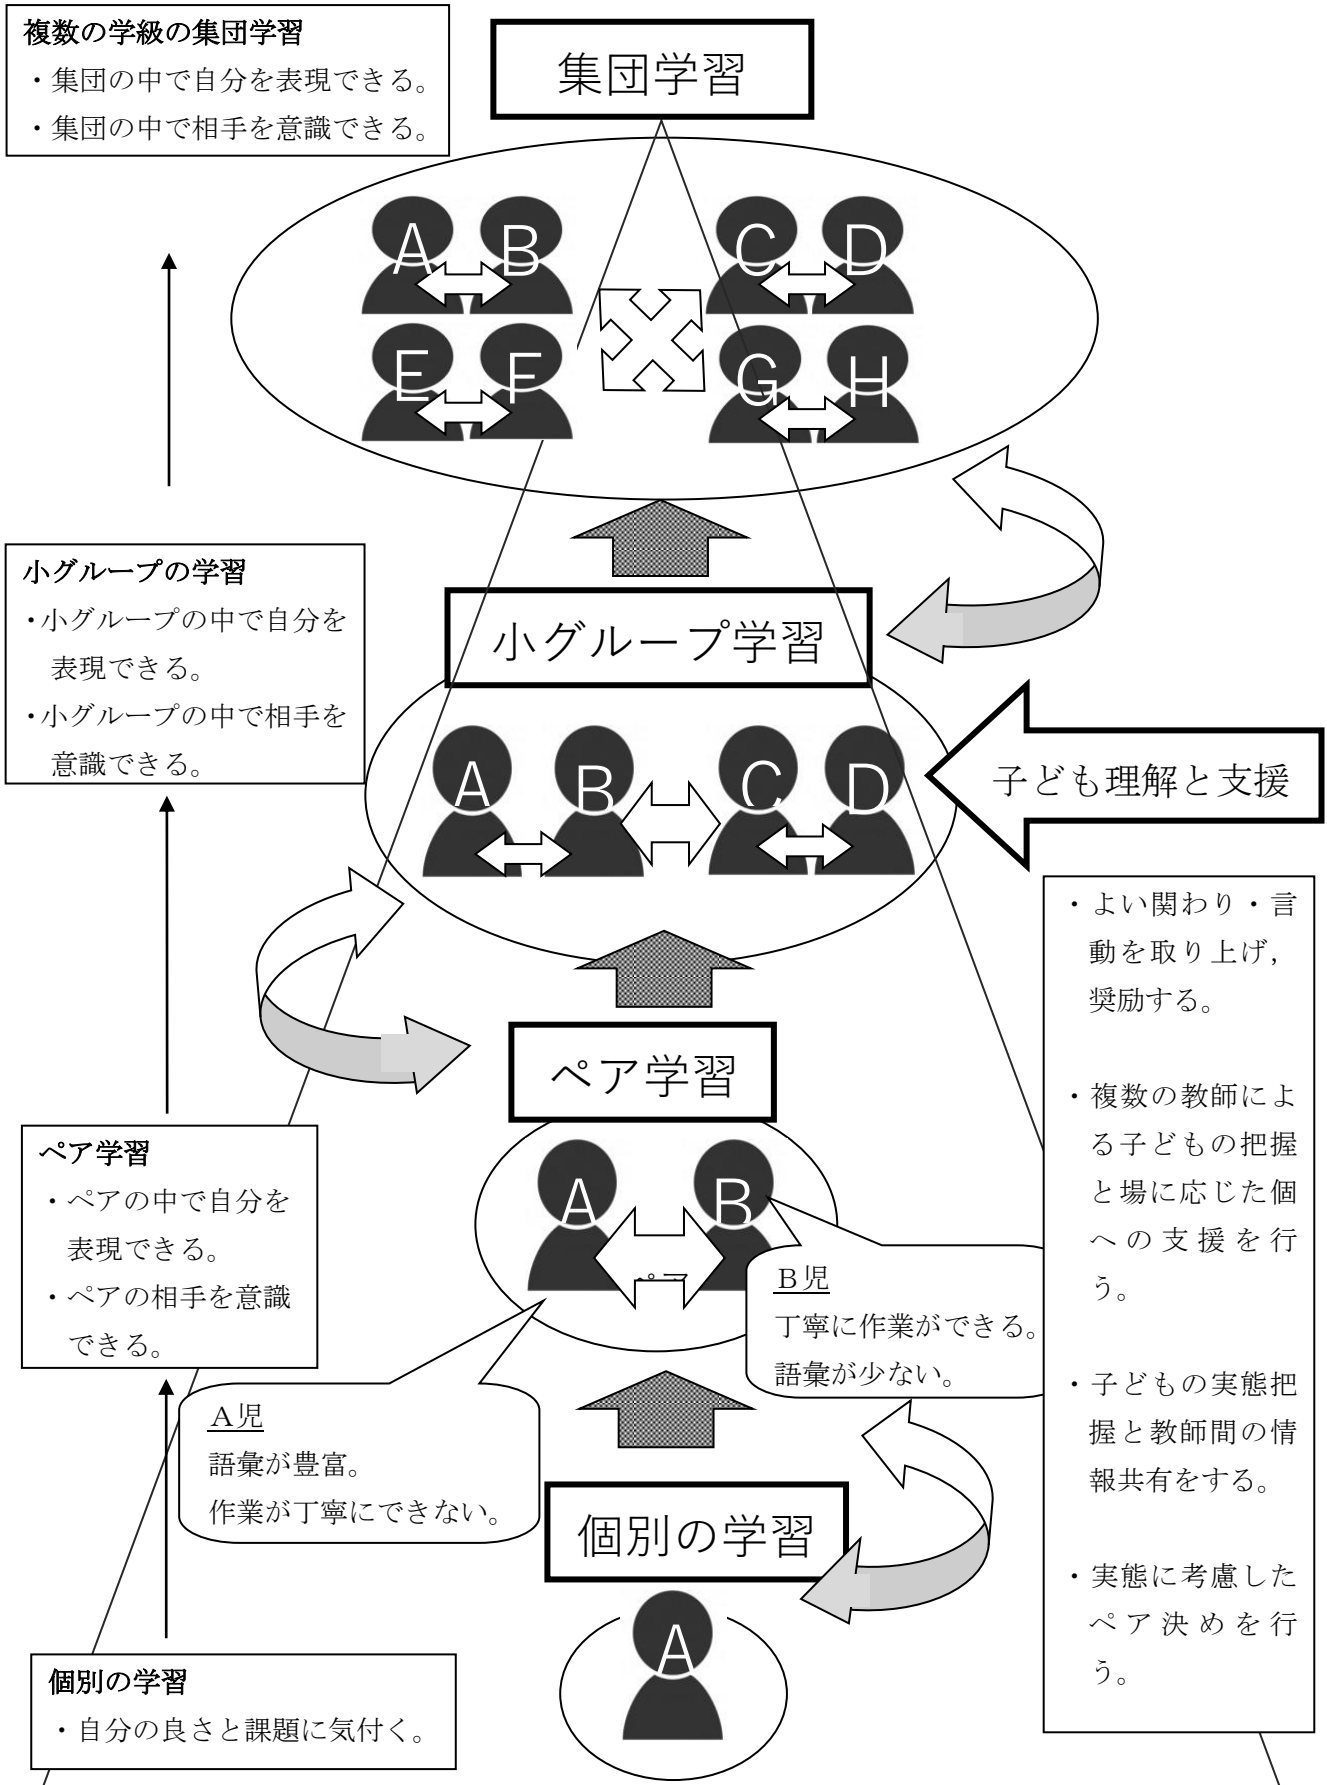 複数の学級の集団学習
・集団の中で自分を表現できる。
・集団の中で相手を意識できる。
集団学習
A B C D
E F G H
小グループの学習
・小グループの中で自分を
表現できる。
・小グループの中で相手を
意識できる。
小グループ学習
A B C D
子ども理解と支援
・よい関わり・言
動を取り上げ，
奨励する。
・複数の教師によ
る子どもの把握
と場に応じた個
への支援を行
う。
・子どもの実態把
握と教師間の情
報共有をする。
・実態に考慮した
ペア決めを行
う。
ペア学習
ペア学習
・ペアの中で自分を
表現できる。
・ペアの相手を意識
できる。
A B
B児
丁寧に作業ができる。
語彙が少ない。
A児
語彙が豊富。
作業が丁寧にできない。
個別の学習
A
個別の学習
・自分の良さと課題に気付く。